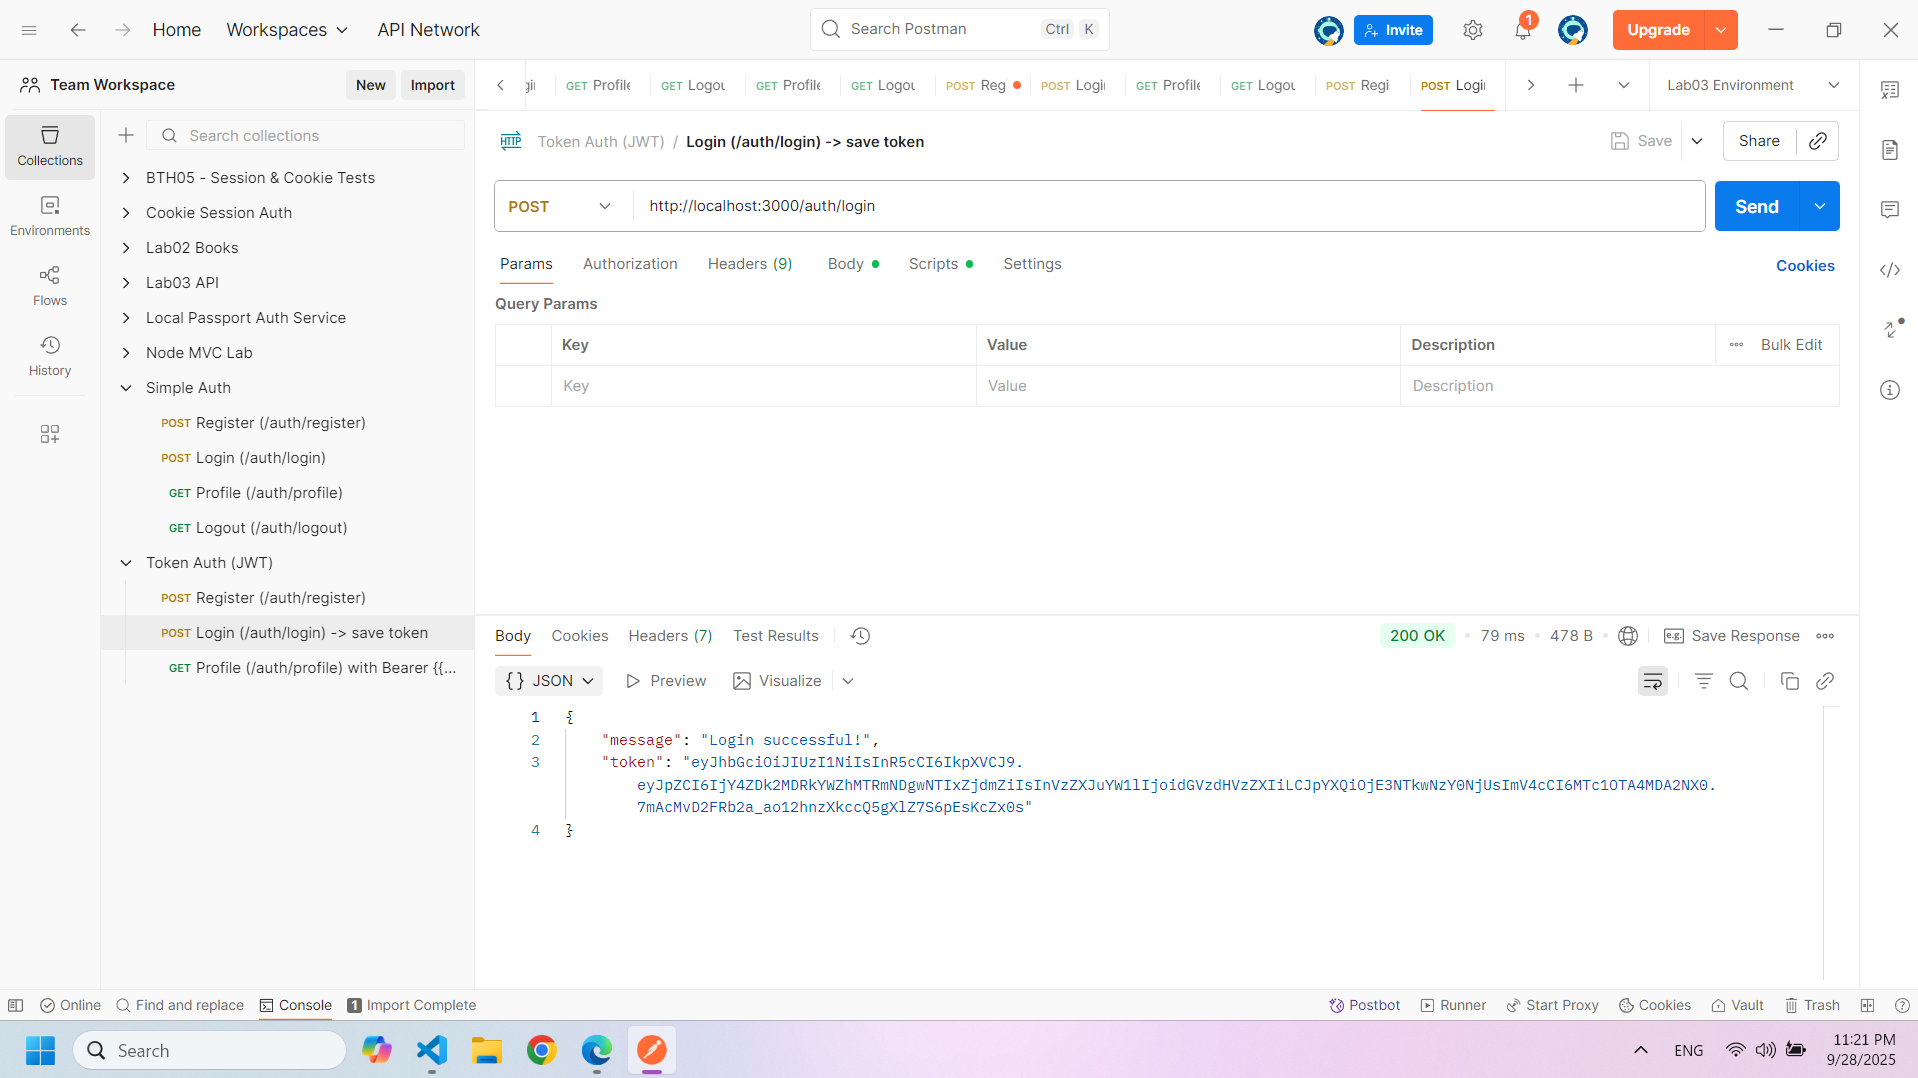 Home Workspaces API Network Search Postman Ctrl K Invite 1 Upgrade
Team Workspace New Import
GET Profile GET Logou GET Profile GET Logou POST Reg POST Logi GET Profile GET Logou POST Regi POST Logi Lab03 Environment
Collections
Environments
Flows
History
Search collections
BTH05 - Session & Cookie Tests
Cookie Session Auth
Lab02 Books
Lab03 API
Local Passport Auth Service
Node MVC Lab
Simple Auth
POST Register (/auth/register)
POST Login (/auth/login)
GET Profile (/auth/profile)
GET Logout (/auth/logout)
Token Auth (JWT)
POST Register (/auth/register)
POST Login (/auth/login) -> save token
GET Profile (/auth/profile) with Bearer {{...
HTTP Token Auth (JWT) / Login (/auth/login) -> save token Save Share
POST http://localhost:3000/auth/login Send
Params Authorization Headers (9) Body Scripts Settings Cookies
Query Params
Key Value Description Bulk Edit
Key Value Description
Body Cookies Headers (7) Test Results 200 OK 79 ms 478 B e.g. Save Response
{} JSON Preview Visualize
1 {
2 "message": "Login successful!",
3 "token": "eyJhbGciOiJIUzI1NiIsInR5cCI6IkpXVCJ9.
eyJpZCI6IjY4ZDk2MDRkYWZhMTRmNDgwNTIxZjdmZiIsInVzZXJuYW1lIjoidGVzdHVzZXIiLCJpYXQiOjE3NTkwNzY0NjUsImV4cCI6MTc1OTA4MDA2NX0.
7mAcMvD2FRb2a_ao12hnzXkccQ5gXlZ7S6pEsKcZx0s"
4 }
Online Find and replace Console 1 Import Complete Postbot Runner Start Proxy Cookies Vault Trash
Search ENG 11:21 PM
9/28/2025